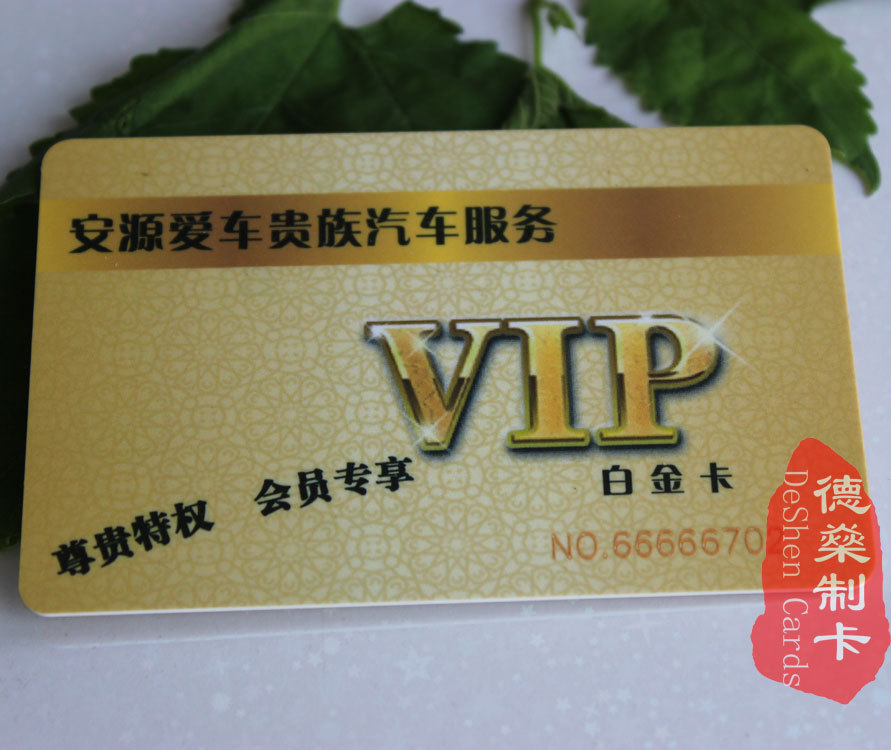 安源爱车贵族汽车服务
VIP
白金卡
尊贵特权 会员专享
NO.66666702
德燊制卡
DeShen Cards